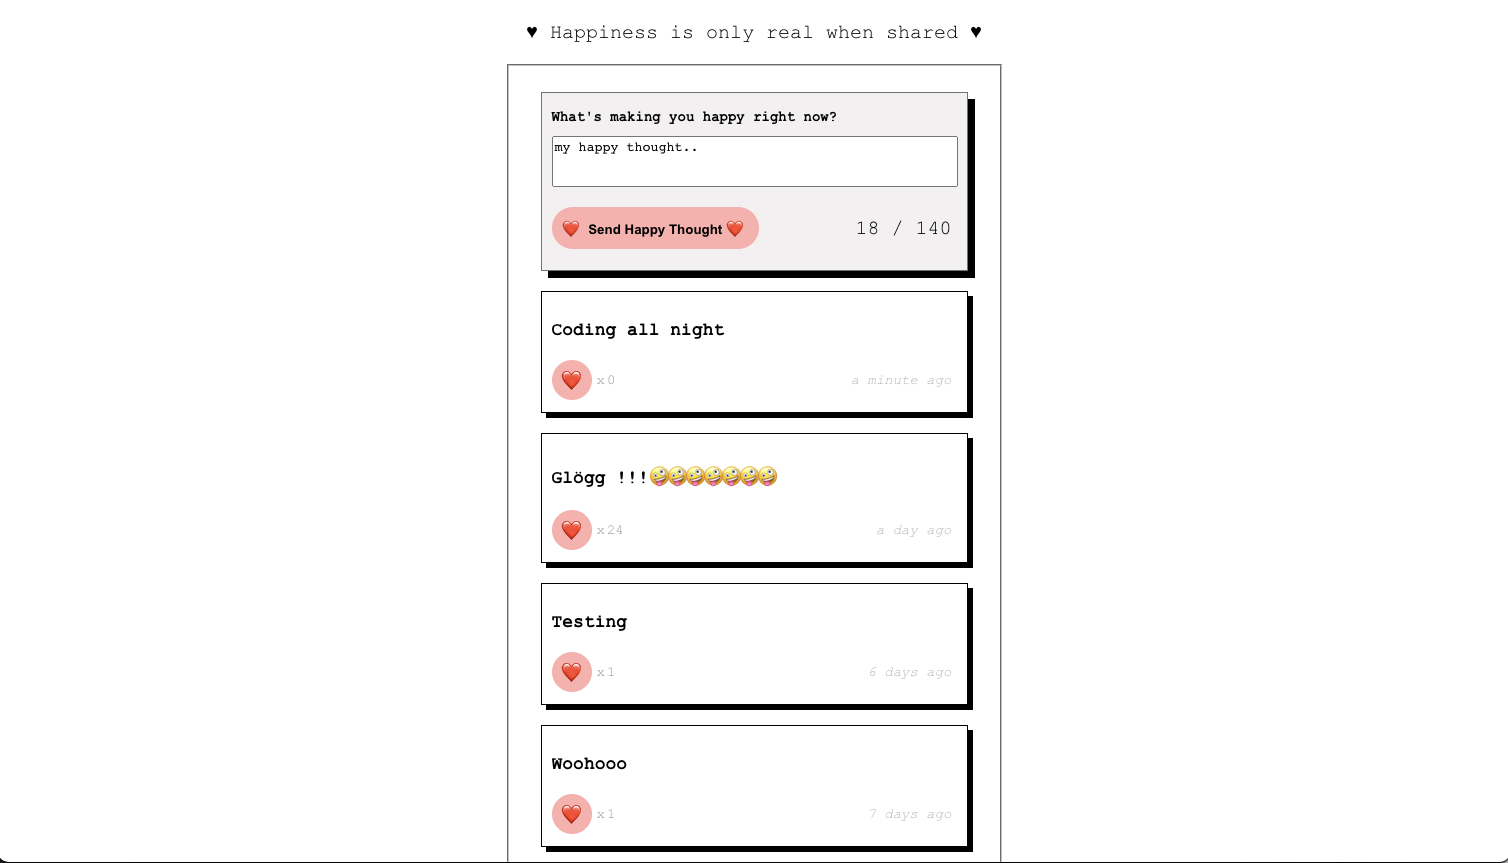 ♥ Happiness is only real when shared ♥
What's making you happy right now?
my happy thought..
❤️ Send Happy Thought ❤️
18 / 140
Coding all night
❤️ x0
a minute ago
Glögg !!!🤪🤪🤪🤪🤪🤪🤪
❤️ x24
a day ago
Testing
❤️ x1
6 days ago
Woohooo
❤️ x1
7 days ago